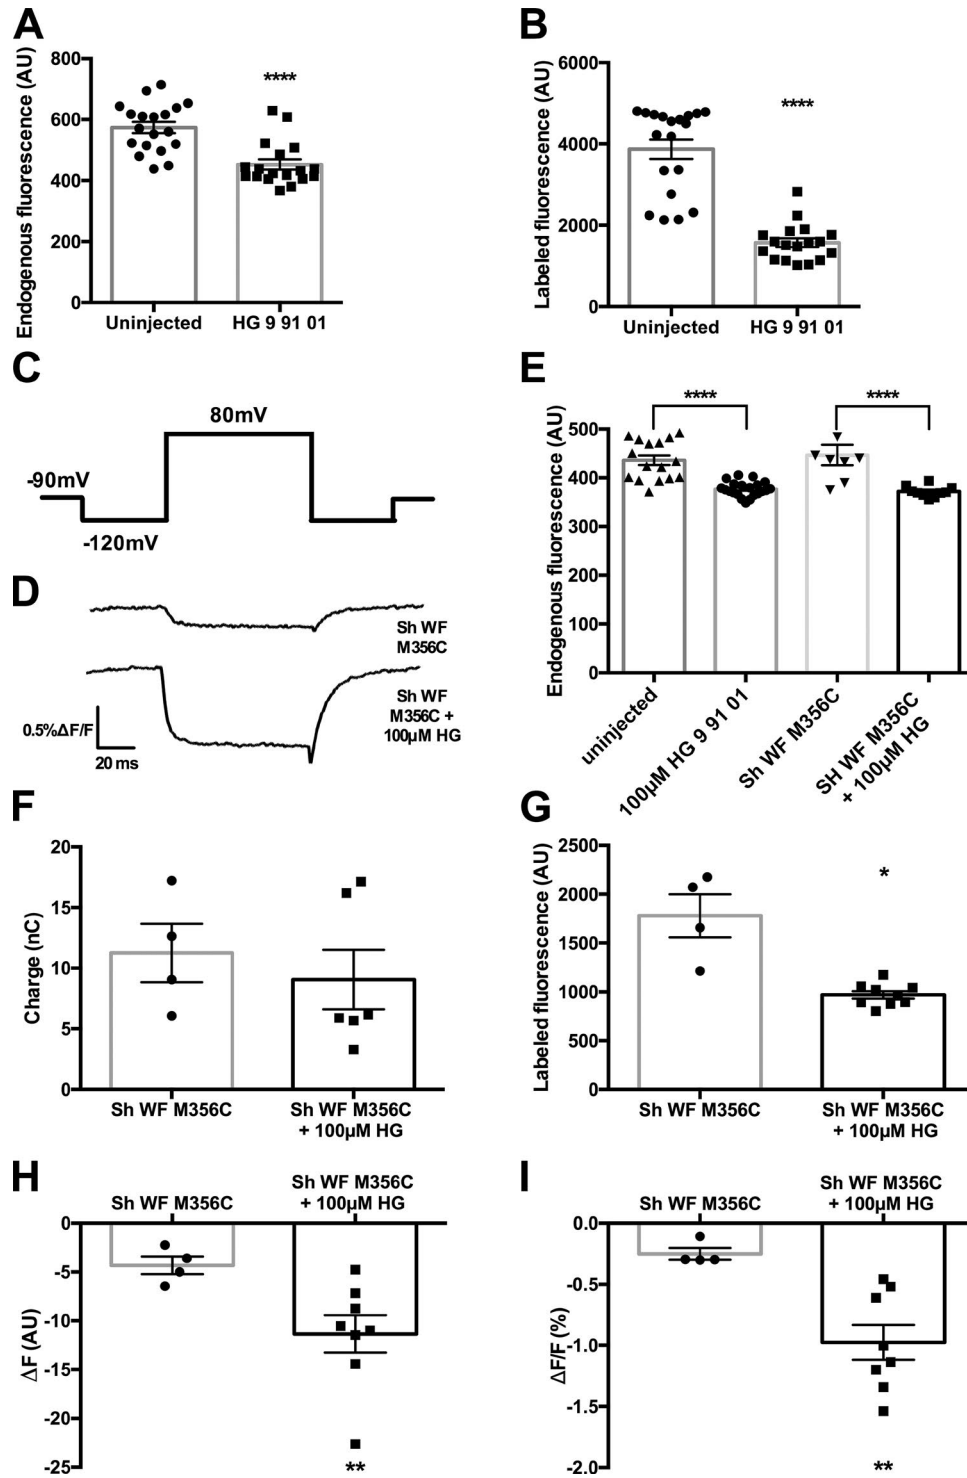 A
Endogenous fluorescence (AU)
800
600
400
200
0
****
Uninjected
HG 9 91 01
B
Labeled fluorescence (AU)
6000
4000
2000
0
****
Uninjected
HG 9 91 01
C
80mV
-90mV
-120mV
D
Sh WF
M356C
Sh WF
M356C +
100µM HG
0.5%ΔF/F
20 ms
E
Endogenous fluorescence (AU)
500
400
300
200
100
0
****
****
uninjected
100µM HG 9 91 01
Sh WF M356C
SH WF M356C
+ 100µM HG
F
Charge (nC)
20
15
10
5
0
Sh WF M356C
Sh WF M356C
+ 100µM HG
G
Labeled fluorescence (AU)
2500
2000
1500
1000
500
0
*
Sh WF M356C
Sh WF M356C
+ 100µM HG
H
Sh WF M356C
Sh WF M356C
+ 100µM HG
ΔF (AU)
0
-5
-10
-15
-20
-25
**
I
Sh WF M356C
Sh WF M356C
+ 100µM HG
ΔF/F (%)
0.0
-0.5
-1.0
-1.5
-2.0
**